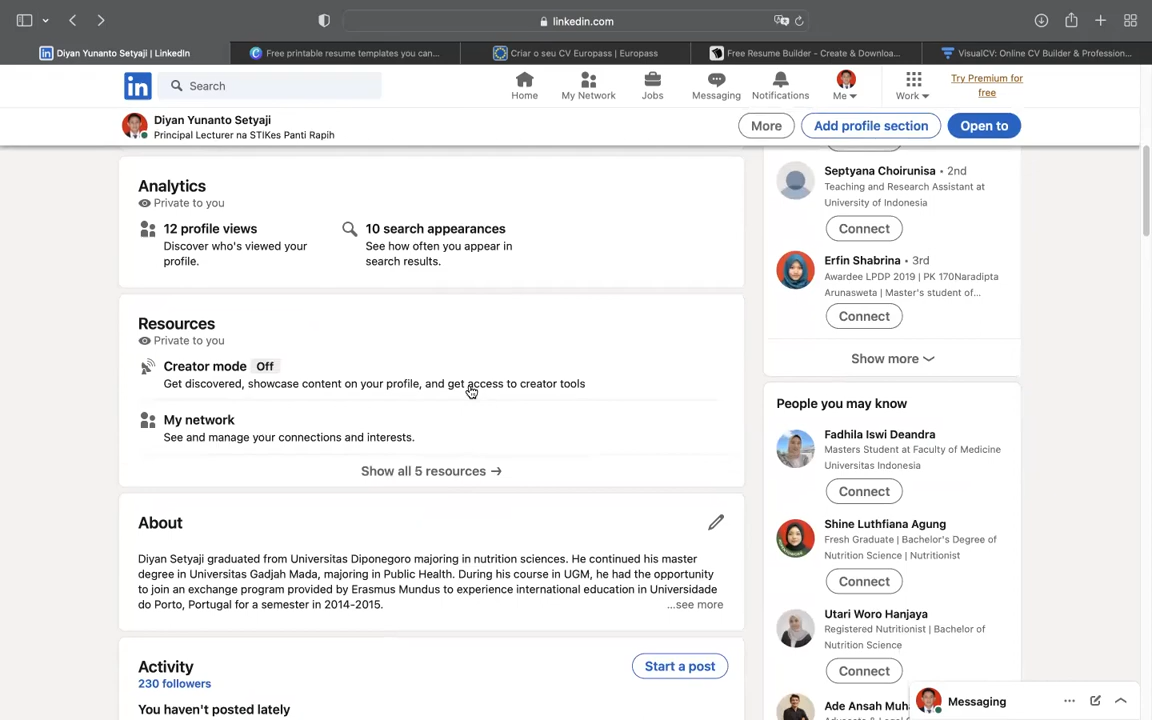 linkedin.com
Diyan Yunanto Setyaji | LinkedIn
Free printable resume templates you can...
Criar o seu CV Europass | Europass
Free Resume Builder - Create & Downloa...
VisualCV: Online CV Builder & Profession...
in
Search
Home
My Network
Jobs
Messaging
Notifications
Me
Work
Try Premium for
free
Diyan Yunanto Setyaji
Principal Lecturer na STIKes Panti Rapih
More
Add profile section
Open to
Analytics
Private to you
12 profile views
Discover who's viewed your
profile.
10 search appearances
See how often you appear in
search results.
Resources
Private to you
Creator mode Off
Get discovered, showcase content on your profile, and get access to creator tools
My network
See and manage your connections and interests.
Show all 5 resources →
About
Diyan Setyaji graduated from Universitas Diponegoro majoring in nutrition sciences. He continued his master
degree in Universitas Gadjah Mada, majoring in Public Health. During his course in UGM, he had the opportunity
to join an exchange program provided by Erasmus Mundus to experience international education in Universidade
do Porto, Portugal for a semester in 2014-2015. ...see more
Activity
230 followers
Start a post
You haven't posted lately
Septyana Choirunisa • 2nd
Teaching and Research Assistant at
University of Indonesia
Connect
Erfin Shabrina • 3rd
Awardee LPDP 2019 | PK 170Naradipta
Arunasweta | Master's student of...
Connect
Show more
People you may know
Fadhila Iswi Deandra
Masters Student at Faculty of Medicine
Universitas Indonesia
Connect
Shine Luthfiana Agung
Fresh Graduate | Bachelor's Degree of
Nutrition Science | Nutritionist
Connect
Utari Woro Hanjaya
Registered Nutritionist | Bachelor of
Nutrition Science
Connect
Ade Ansyah
Messaging